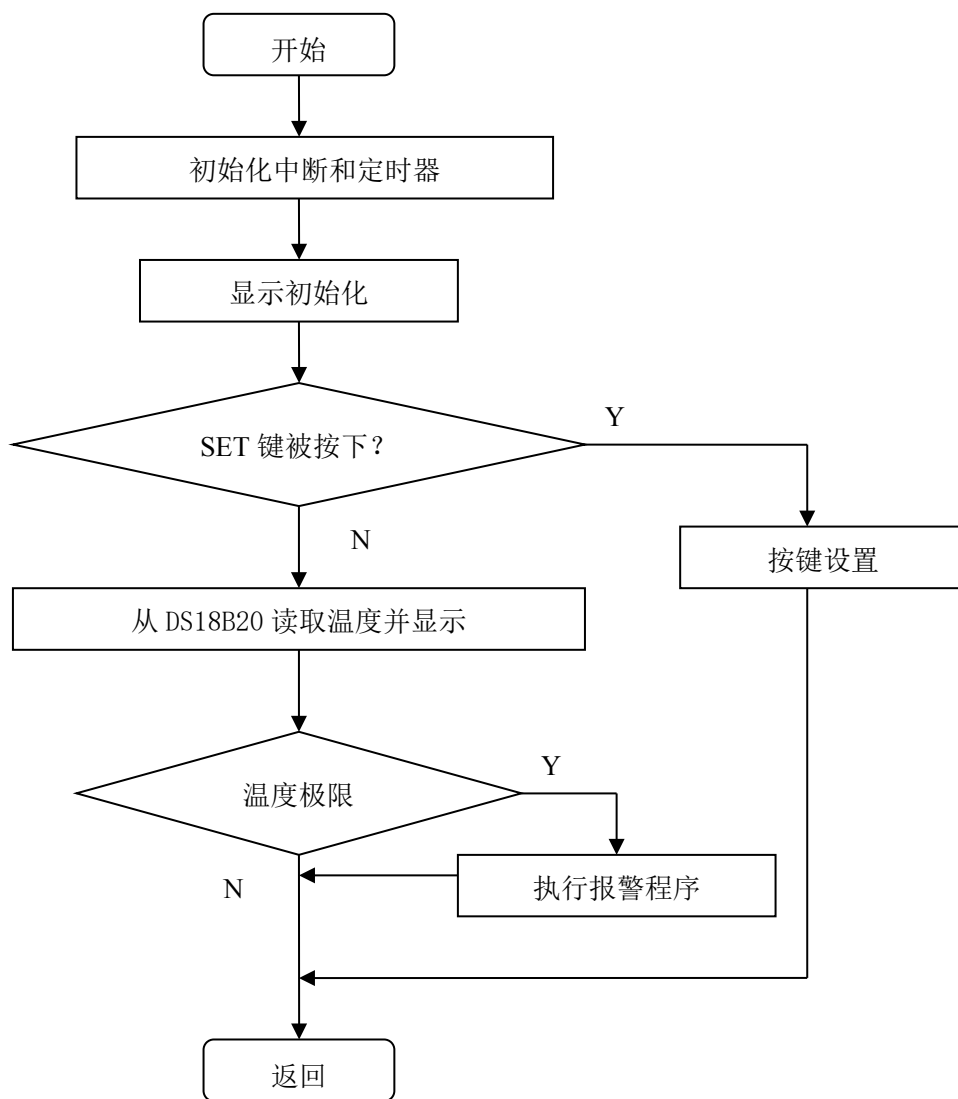 开始
初始化中断和定时器
显示初始化
SET 键被按下？
Y
N
按键设置
从 DS18B20 读取温度并显示
温度极限
Y
N
执行报警程序
返回